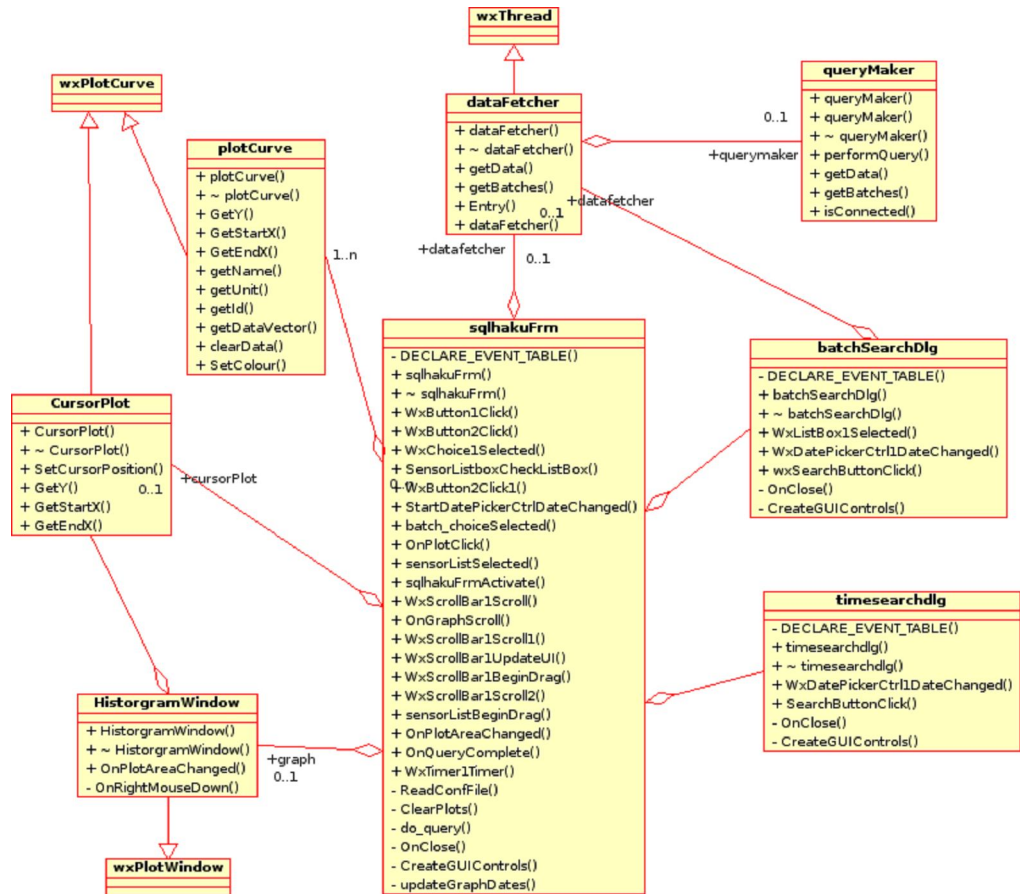 wxThread
wxPlotCurve
dataFetcher
+ dataFetcher()
+ ~ dataFetcher()
+ getData()
+ getBatches()
+ Entry()
+ dataFetcher()
queryMaker
+ queryMaker()
+ queryMaker()
+ ~ queryMaker()
+ performQuery()
+ getData()
+ getBatches()
+ isConnected()
0..1
+querymaker
plotCurve
+ plotCurve()
+ ~ plotCurve()
+ GetY()
+ GetStartX()
+ GetEndX()
+ getName()
+ getUnit()
+ getId()
+ getDataVector()
+ clearData()
+ SetColour()
+datafetcher
0..1
+datafetcher
0..1
1..n
sqlhakuFrm
- DECLARE_EVENT_TABLE()
+ sqlhakuFrm()
+ ~ sqlhakuFrm()
+ WxButton1Click()
+ WxButton2Click()
+ WxChoice1Selected()
+ SensorListboxCheckListBox()
+ WxButton2Click1()
+ StartDatePickerCtrlDateChanged()
+ batch_choiceSelected()
+ OnPlotClick()
+ sensorListSelected()
+ sqlhakuFrmActivate()
+ WxScrollBar1Scroll()
+ OnGraphScroll()
+ WxScrollBar1Scroll1()
+ WxScrollBar1UpdateUI()
+ WxScrollBar1BeginDrag()
+ WxScrollBar1Scroll2()
+ sensorListBeginDrag()
+ OnPlotAreaChanged()
+ OnQueryComplete()
+ WxTimer1Timer()
- ReadConfFile()
- ClearPlots()
- do_query()
- OnClose()
- CreateGUIControls()
- updateGraphDates()
0..n
batchSearchDlg
- DECLARE_EVENT_TABLE()
+ batchSearchDlg()
+ ~ batchSearchDlg()
+ WxListBox1Selected()
+ WxDatePickerCtrl1DateChanged()
+ wxSearchButtonClick()
- OnClose()
- CreateGUIControls()
CursorPlot
+ CursorPlot()
+ ~ CursorPlot()
+ SetCursorPosition()
+ GetY()
+ GetStartX()
+ GetEndX()
+cursorPlot
0..1
timesearchdlg
- DECLARE_EVENT_TABLE()
+ timesearchdlg()
+ ~ timesearchdlg()
+ WxDatePickerCtrl1DateChanged()
+ SearchButtonClick()
- OnClose()
- CreateGUIControls()
HistorgramWindow
+ HistorgramWindow()
+ ~ HistorgramWindow()
+ OnPlotAreaChanged()
- OnRightMouseDown()
+graph
0..1
wxPlotWindow